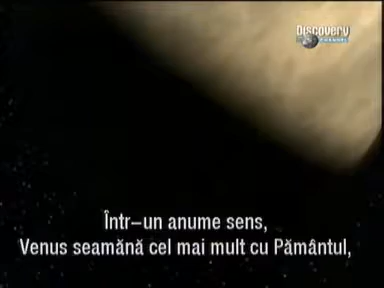 Discovery
CHANNEL
Într-un anume sens,
Venus seamănă cel mai mult cu Pământul,